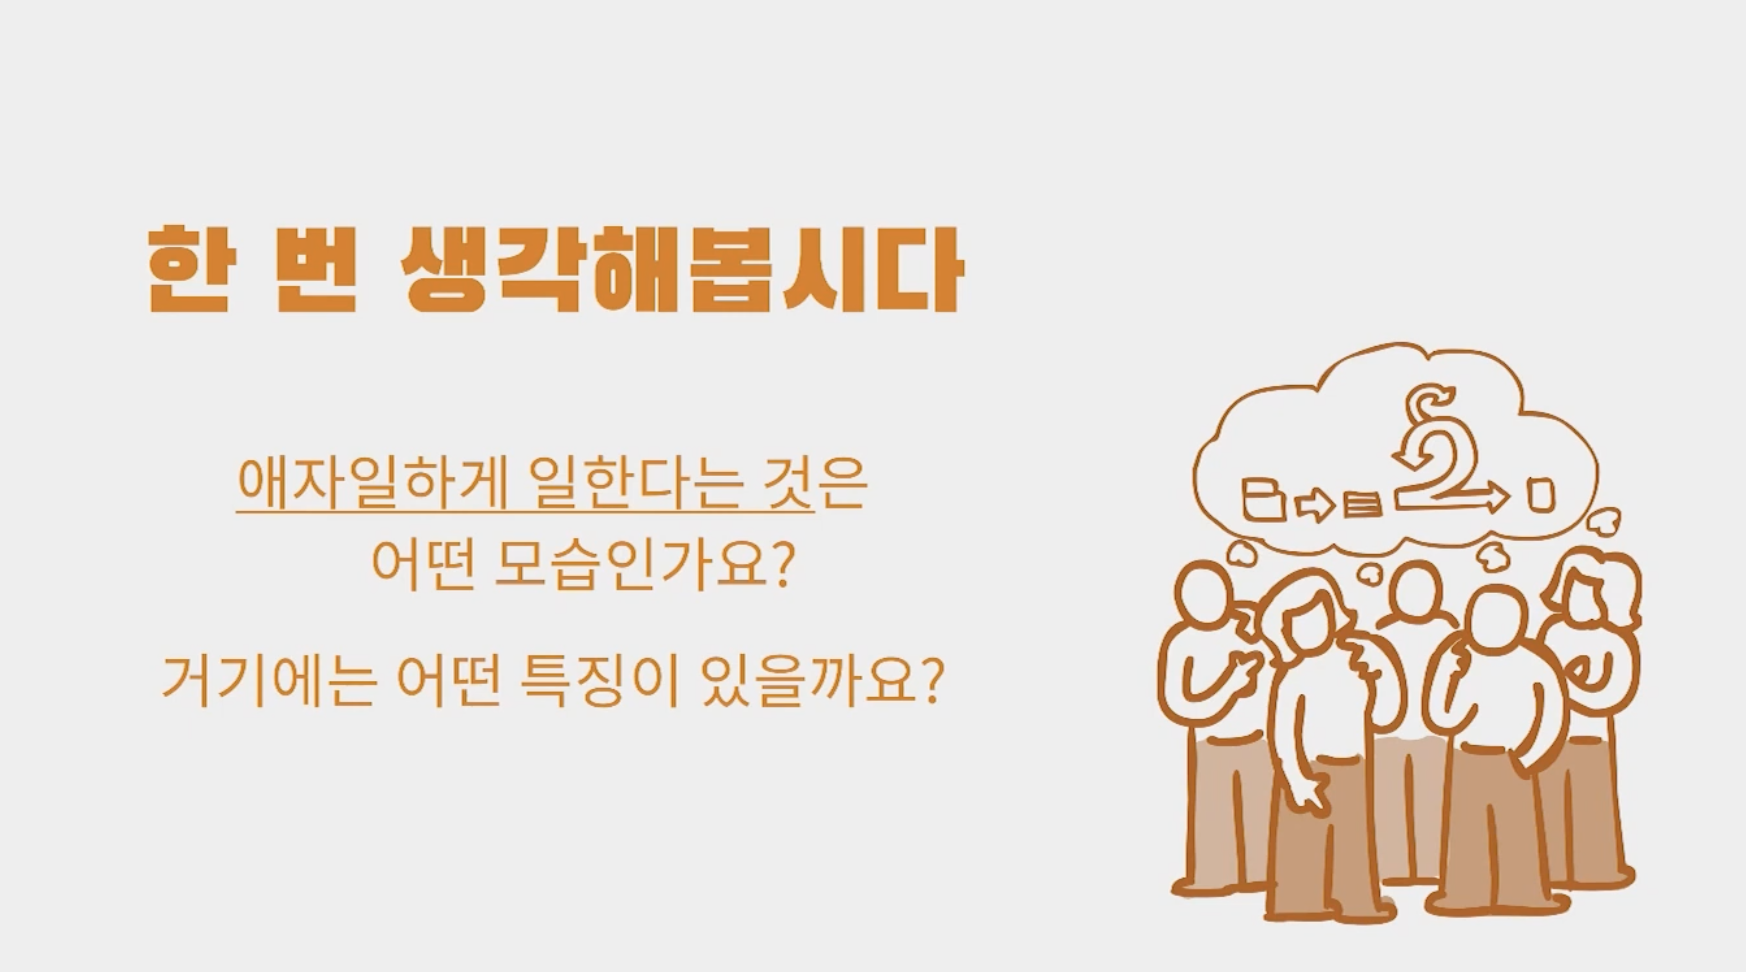 한 번 생각해봅시다
애자일하게 일한다는 것은
어떤 모습인가요?
거기에는 어떤 특징이 있을까요?